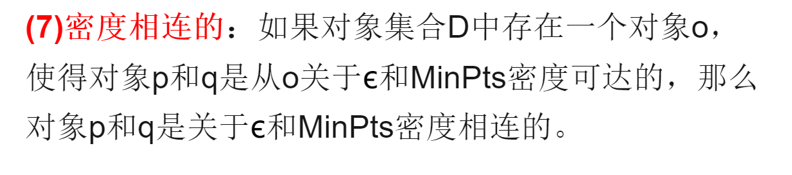 (7)密度相连的：如果对象集合D中存在一个对象o，
使得对象p和q是从o关于ϵ和MinPts密度可达的，那么
对象p和q是关于ϵ和MinPts密度相连的。